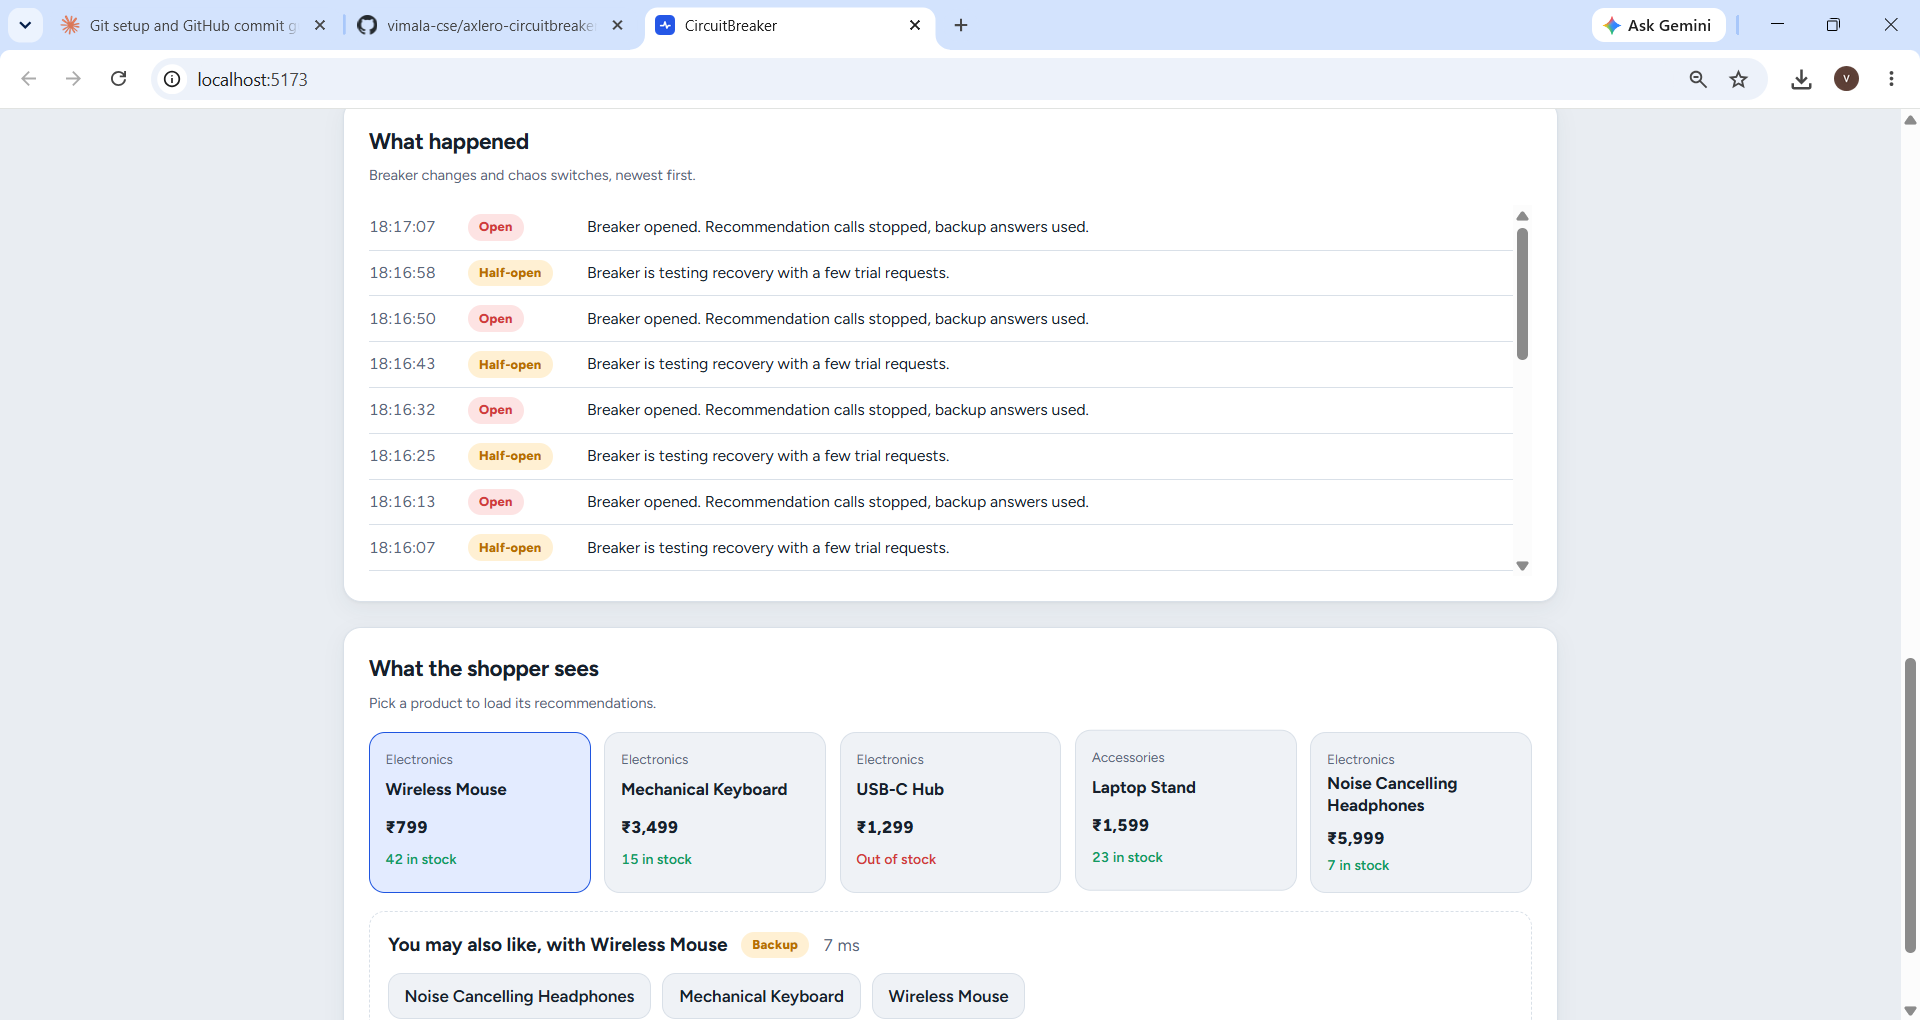 Git setup and GitHub commit g
vimala-cse/axlero-circuitbreake
CircuitBreaker
Ask Gemini
localhost:5173
V
What happened
Breaker changes and chaos switches, newest first.
18:17:07 Open Breaker opened. Recommendation calls stopped, backup answers used.
18:16:58 Half-open Breaker is testing recovery with a few trial requests.
18:16:50 Open Breaker opened. Recommendation calls stopped, backup answers used.
18:16:43 Half-open Breaker is testing recovery with a few trial requests.
18:16:32 Open Breaker opened. Recommendation calls stopped, backup answers used.
18:16:25 Half-open Breaker is testing recovery with a few trial requests.
18:16:13 Open Breaker opened. Recommendation calls stopped, backup answers used.
18:16:07 Half-open Breaker is testing recovery with a few trial requests.
What the shopper sees
Pick a product to load its recommendations.
Electronics
Wireless Mouse
₹799
42 in stock
Electronics
Mechanical Keyboard
₹3,499
15 in stock
Electronics
USB-C Hub
₹1,299
Out of stock
Accessories
Laptop Stand
₹1,599
23 in stock
Electronics
Noise Cancelling
Headphones
₹5,999
7 in stock
You may also like, with Wireless Mouse Backup 7 ms
Noise Cancelling Headphones
Mechanical Keyboard
Wireless Mouse